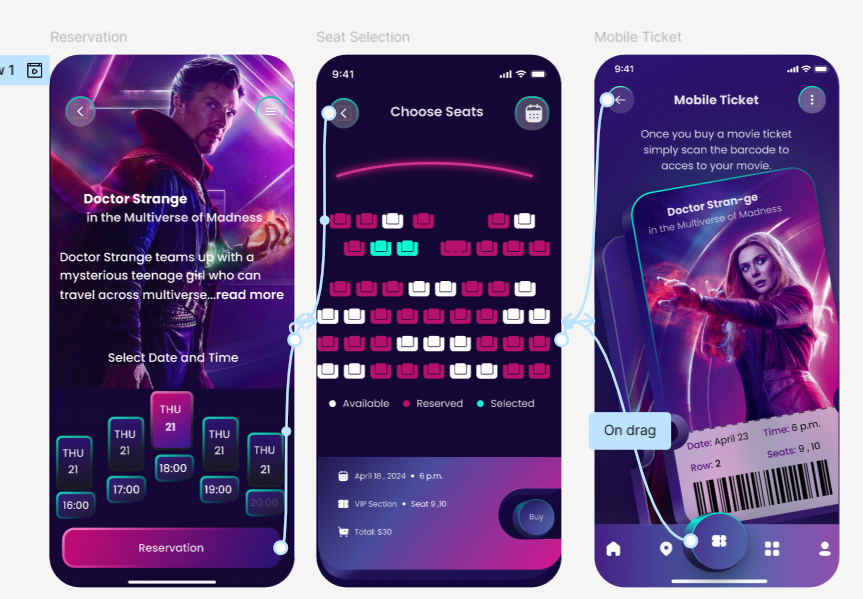 Reservation
Seat Selection
Mobile Ticket
1
Doctor Strange
in the Multiverse of Madness
Doctor Strange teams up with a
mysterious teenage girl who can
travel across multiverse...read more
Select Date and Time
THU
21
16:00
THU
21
17:00
THU
21
18:00
THU
21
19:00
THU
21
20:00
Reservation
9:41
Choose Seats
Available
Reserved
Selected
April 18 , 2024 • 6 p.m.
VIP Section • Seat 9 ,10
Total: $30
Buy
9:41
Mobile Ticket
Once you buy a movie ticket
simply scan the barcode to
acces to your movie.
Doctor Stran-ge
in the Multiverse of Madness
On drag
Date: April 23 Time: 6 p.m.
Row: 2 Seats: 9 , 10